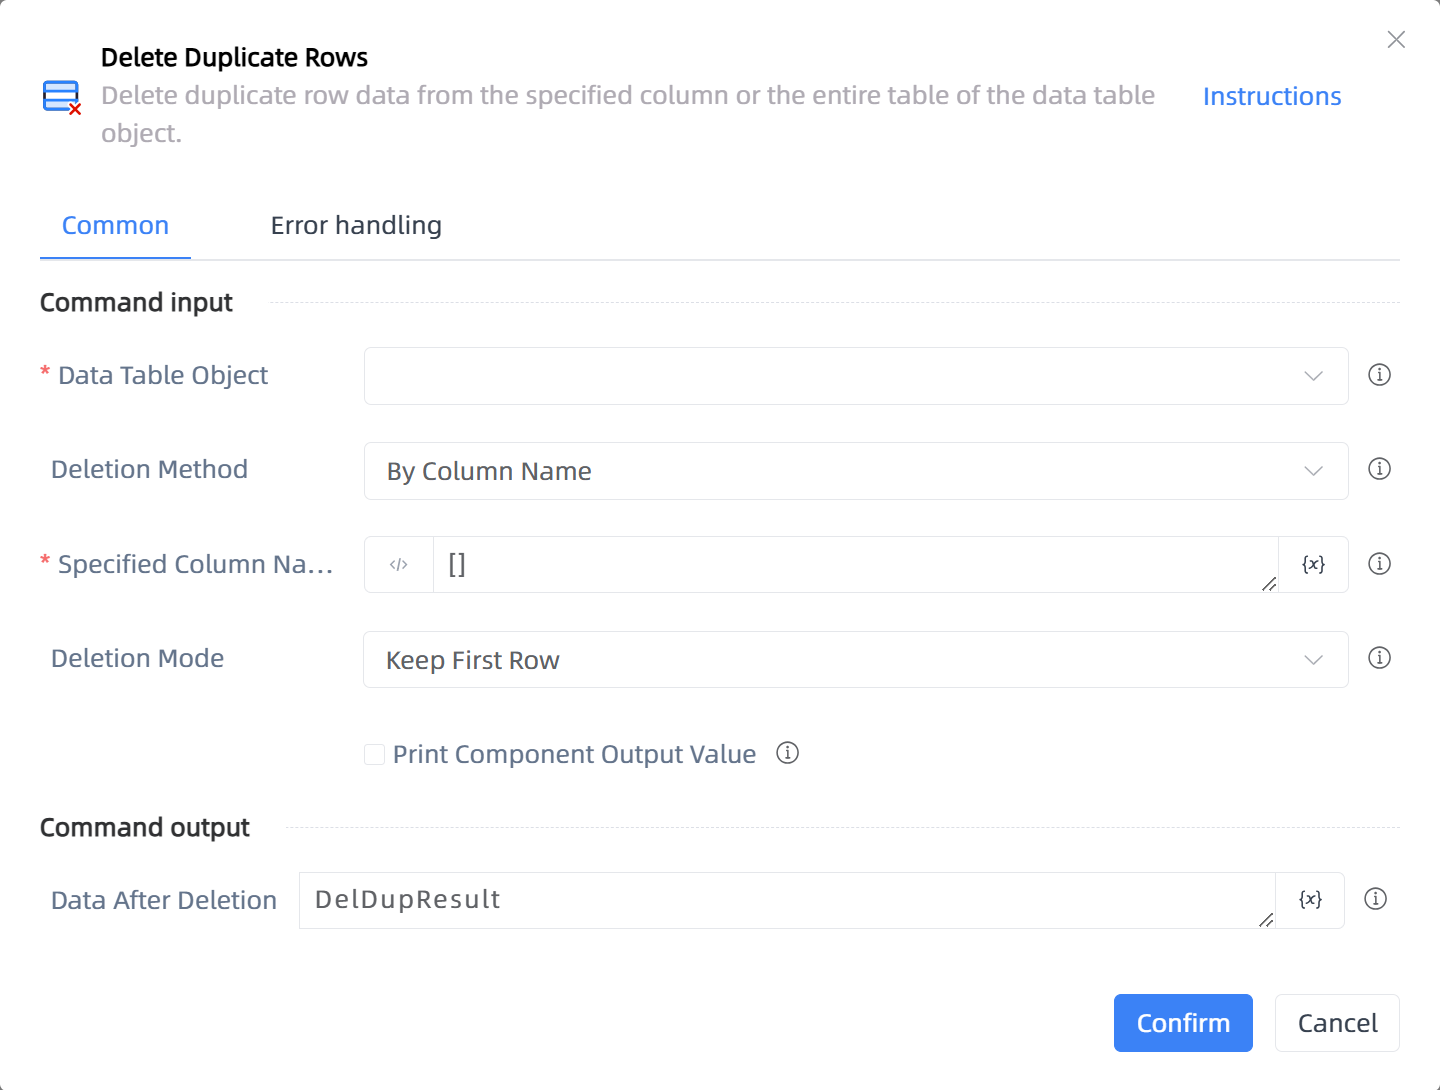 Delete Duplicate Rows
Delete duplicate row data from the specified column or the entire table of the data table
object.
Instructions
Common
Error handling
Command input
* Data Table Object
Deletion Method
By Column Name
* Specified Column Na...
</>
[]
{x}
Deletion Mode
Keep First Row
Print Component Output Value
Command output
Data After Deletion
DelDupResult
{x}
Confirm
Cancel